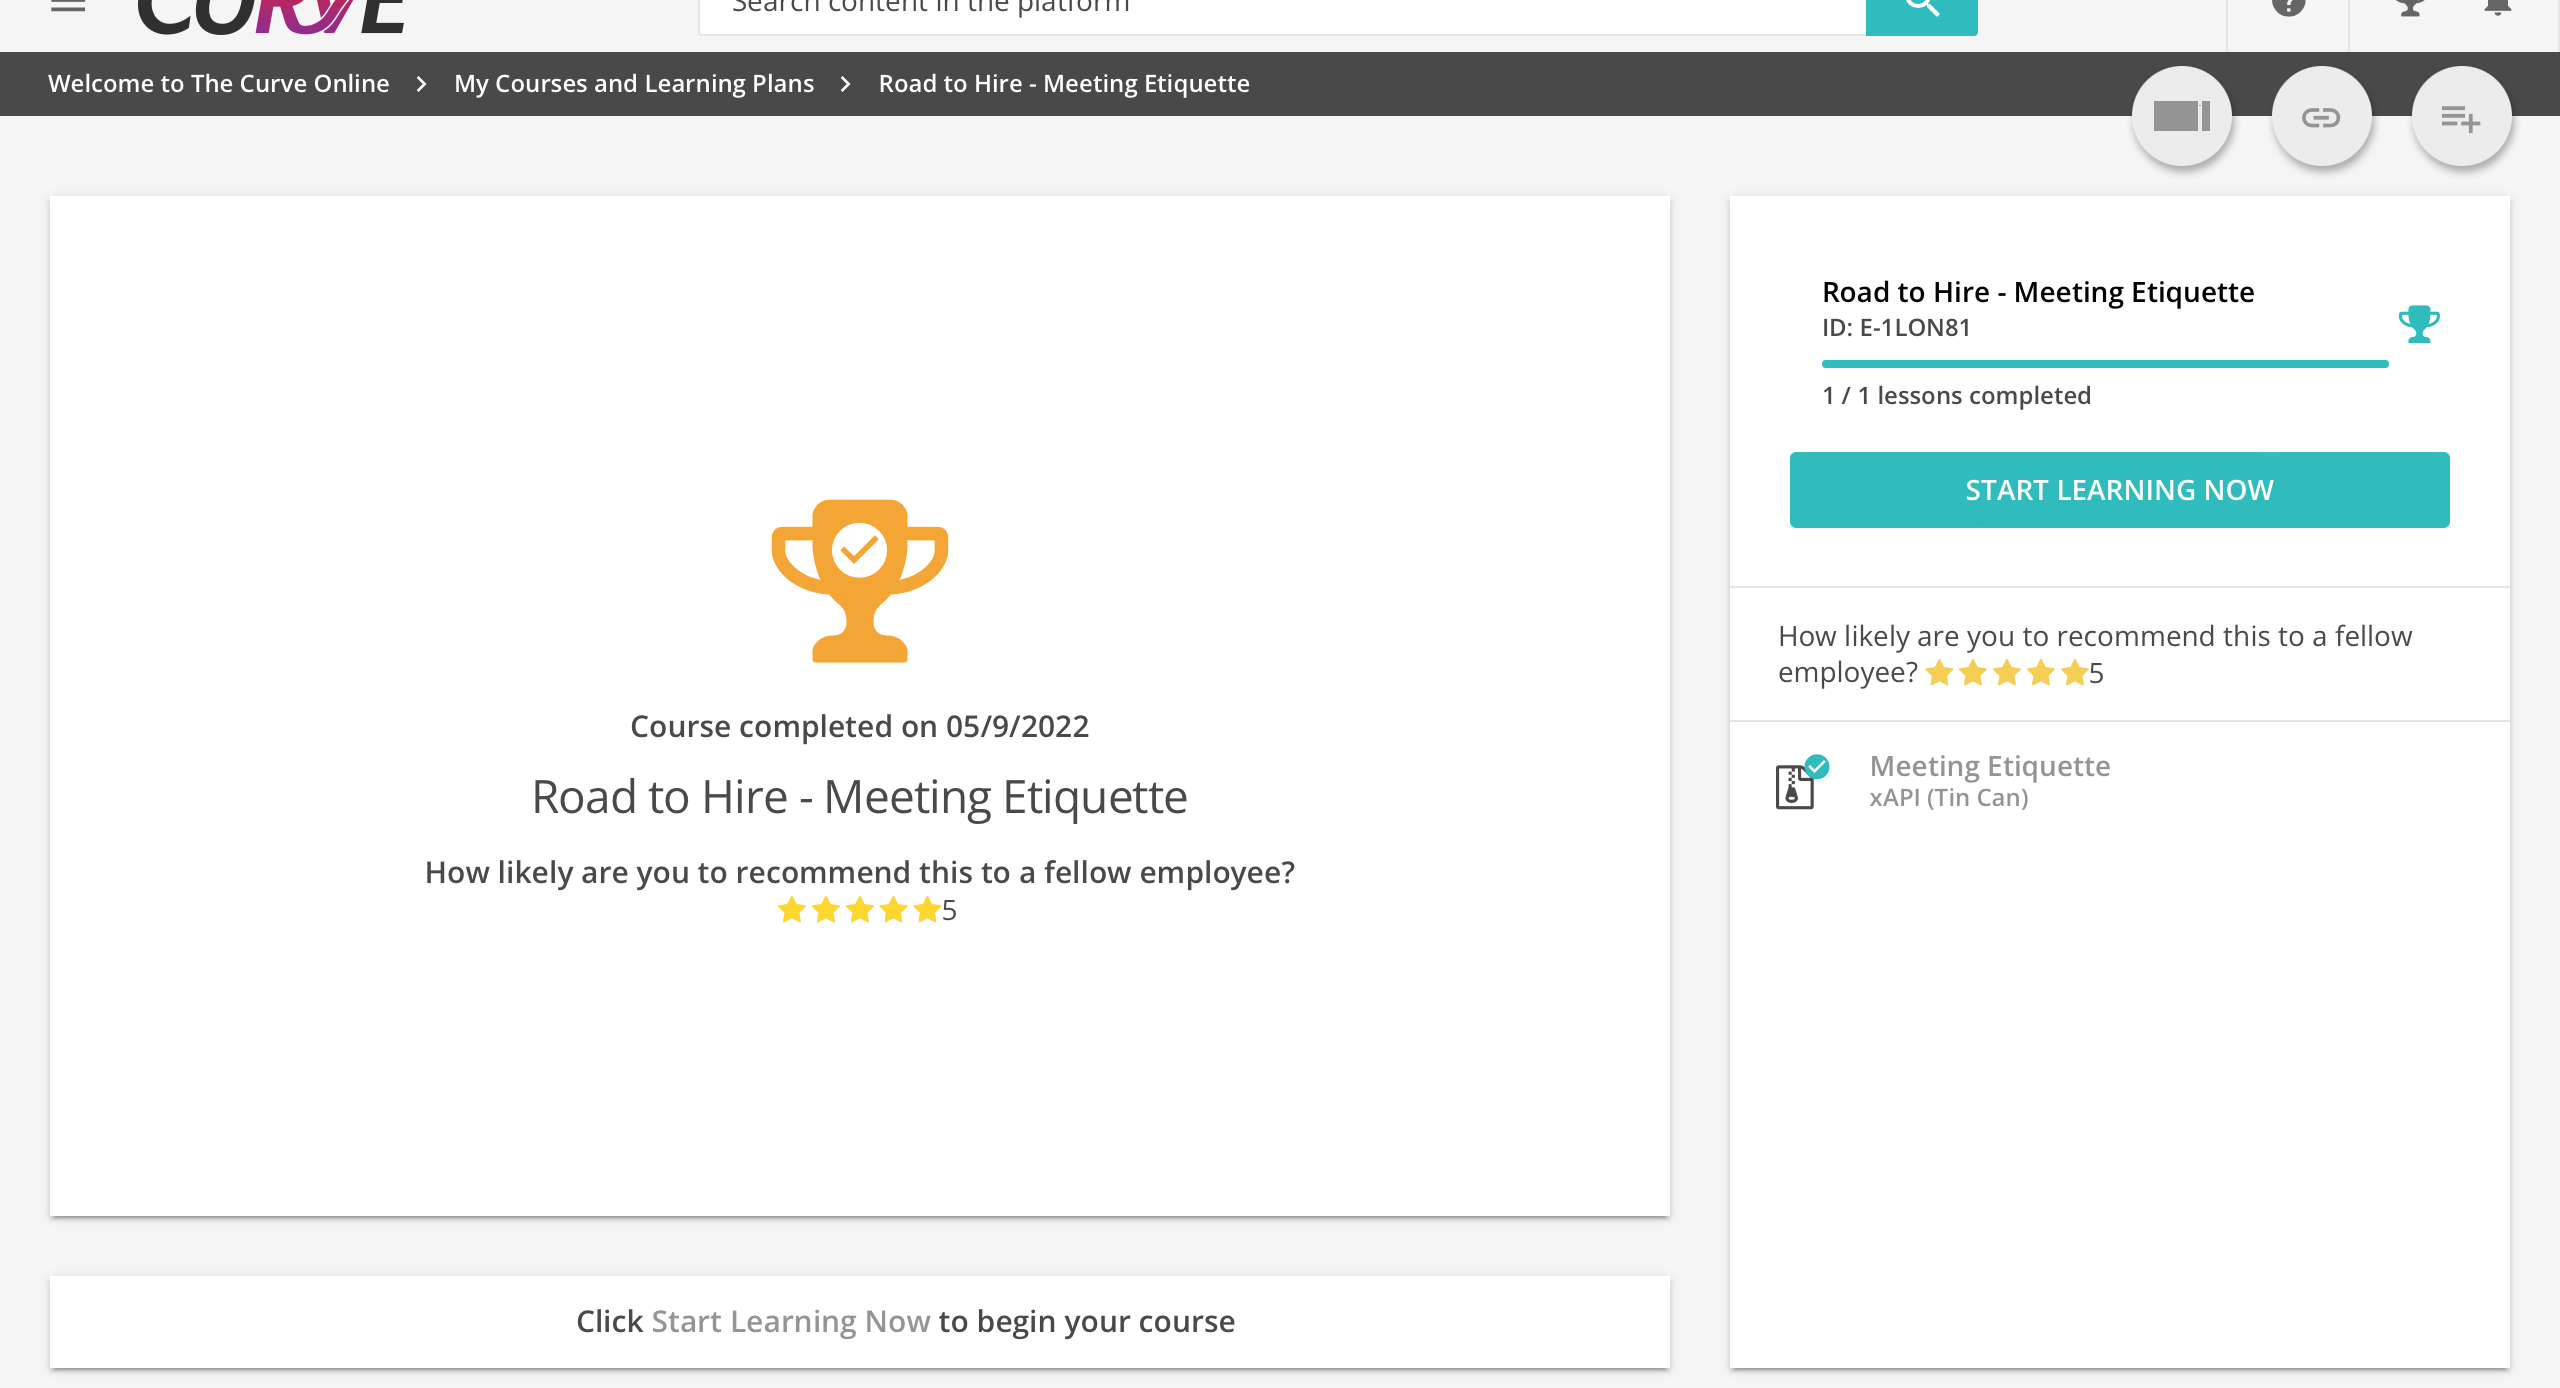 CURVE
Search content in the platform
Welcome to The Curve Online > My Courses and Learning Plans > Road to Hire - Meeting Etiquette
Course completed on 05/9/2022
Road to Hire - Meeting Etiquette
How likely are you to recommend this to a fellow employee?
5
Click Start Learning Now to begin your course
Road to Hire - Meeting Etiquette
ID: E-1LON81
1 / 1 lessons completed
START LEARNING NOW
How likely are you to recommend this to a fellow
employee? 5
Meeting Etiquette
xAPI (Tin Can)